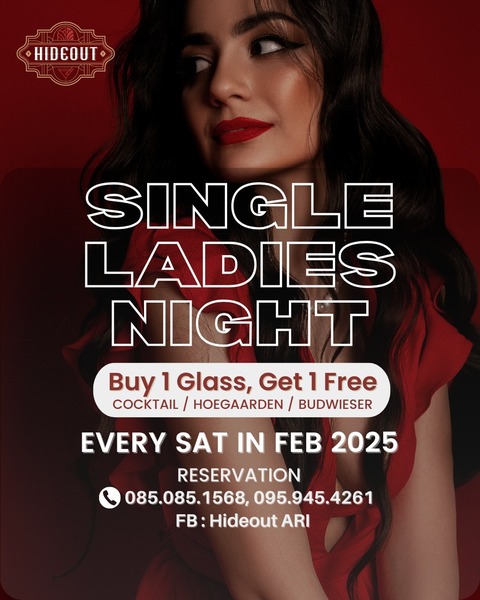 HIDEOUT
SINGLE
LADIES
NIGHT
Buy 1 Glass, Get 1 Free
COCKTAIL / HOEGAARDEN / BUDWIESER
EVERY SAT IN FEB 2025
RESERVATION
085.085.1568, 095.945.4261
FB : Hideout ARI